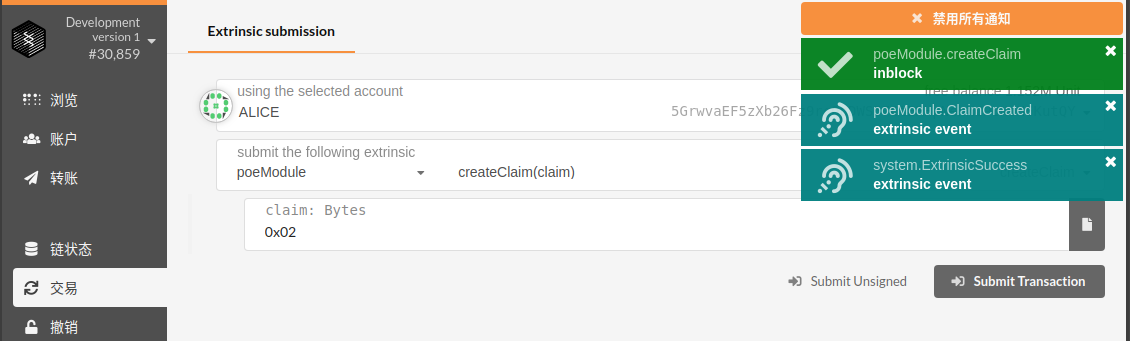 Development
version 1
#30,859
浏览
账户
转账
链状态
交易
撤销
Extrinsic submission
using the selected account
ALICE
5GrwvaEF5zXb26Fz
submit the following extrinsic
poeModule
createClaim(claim)
claim: Bytes
0x02
Submit Unsigned
Submit Transaction
禁用所有通知
poeModule.createClaim
inblock
poeModule.ClaimCreated
extrinsic event
system.ExtrinsicSuccess
extrinsic event